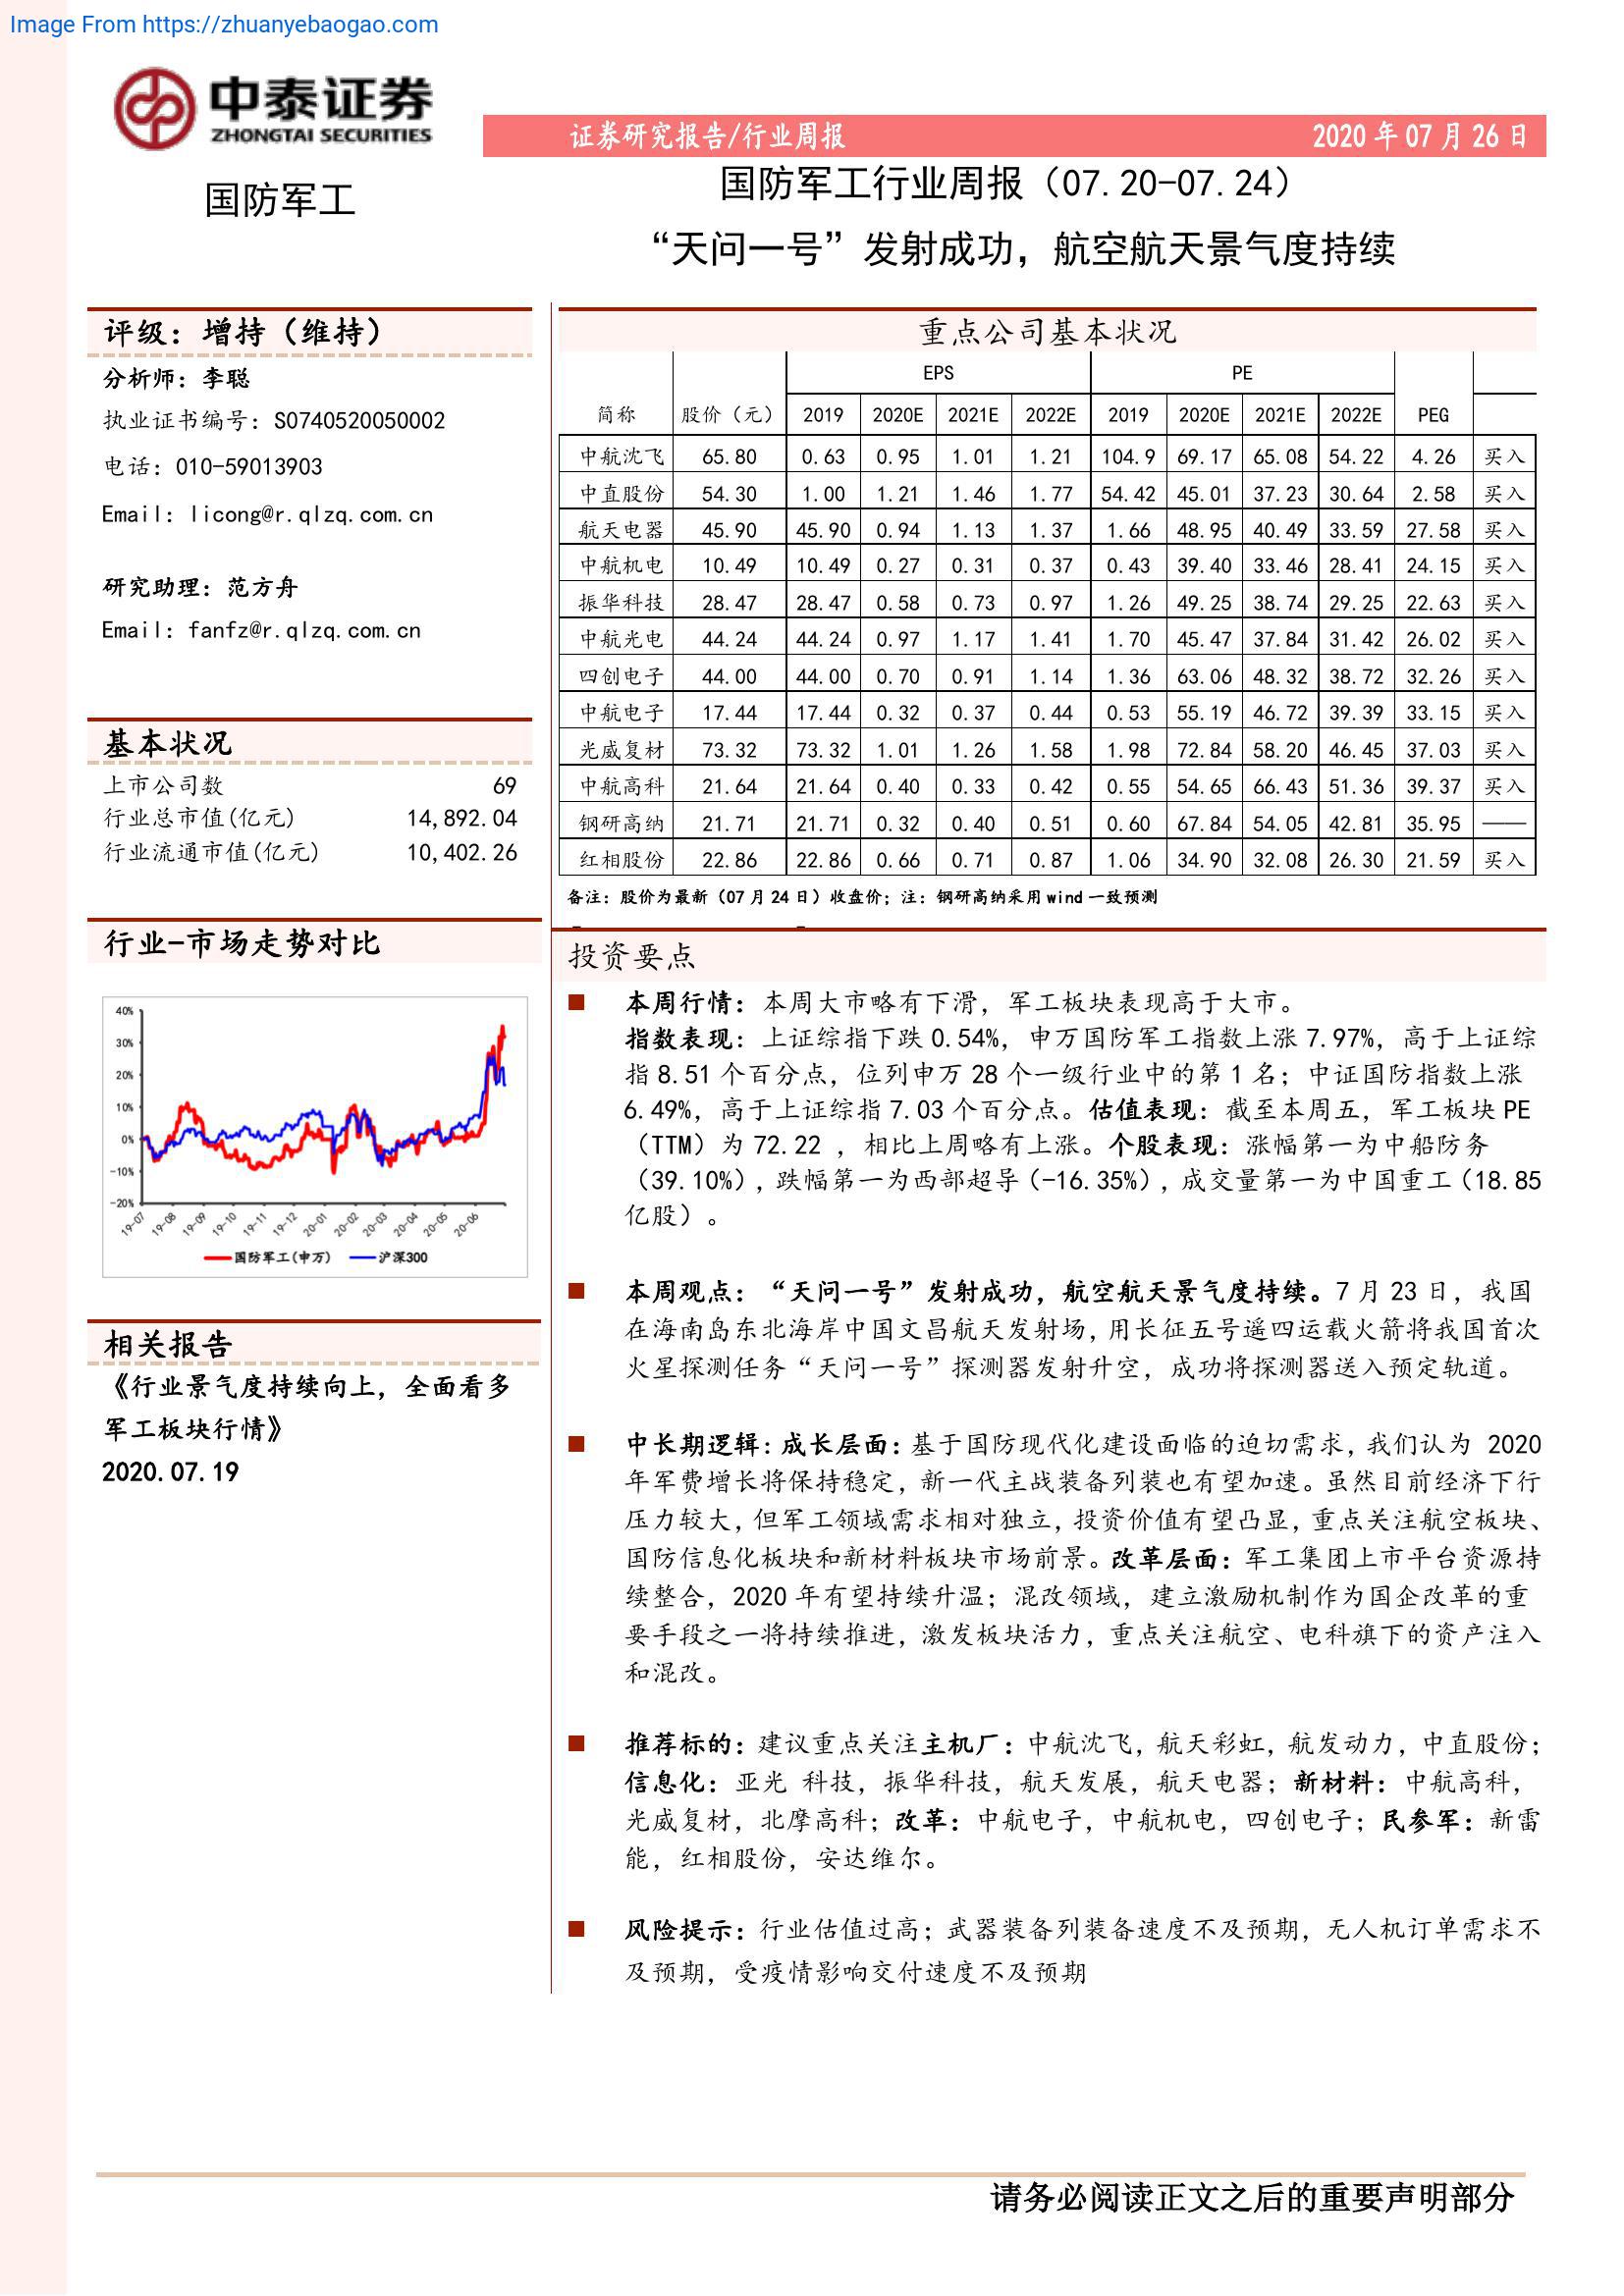 Image From https://zhuanyebaogao.com
中泰证券
ZHONGTAI SECURITIES
证券研究报告/行业周报 2020 年 07 月 26 日
国防军工
国防军工行业周报（07.20-07.24）
“天问一号”发射成功，航空航天景气度持续
评级：增持（维持）
分析师：李聪
执业证书编号：S0740520050002
电话：010-59013903
Email：licong@r.qlzq.com.cn
研究助理：范方舟
Email：fanfz@r.qlzq.com.cn
基本状况
上市公司数 69
行业总市值(亿元) 14,892.04
行业流通市值(亿元) 10,402.26
行业-市场走势对比
40%
30%
20%
10%
0%
-10%
-20%
19-07 19-08 19-09 19-10 19-11 19-12 20-01 20-02 20-03 20-04 20-05 20-06
国防军工(申万) 沪深300
相关报告
《行业景气度持续向上，全面看多
军工板块行情》
2020.07.19
重点公司基本状况
EPS PE
简称 股价（元） 2019 2020E 2021E 2022E 2019 2020E 2021E 2022E PEG
中航沈飞 65.80 0.63 0.95 1.01 1.21 104.9 69.17 65.08 54.22 4.26 买入
中直股份 54.30 1.00 1.21 1.46 1.77 54.42 45.01 37.23 30.64 2.58 买入
航天电器 45.90 45.90 0.94 1.13 1.37 1.66 48.95 40.49 33.59 27.58 买入
中航机电 10.49 10.49 0.27 0.31 0.37 0.43 39.40 33.46 28.41 24.15 买入
振华科技 28.47 28.47 0.58 0.73 0.97 1.26 49.25 38.74 29.25 22.63 买入
中航光电 44.24 44.24 0.97 1.17 1.41 1.70 45.47 37.84 31.42 26.02 买入
四创电子 44.00 44.00 0.70 0.91 1.14 1.36 63.06 48.32 38.72 32.26 买入
中航电子 17.44 17.44 0.32 0.37 0.44 0.53 55.19 46.72 39.39 33.15 买入
光威复材 73.32 73.32 1.01 1.26 1.58 1.98 72.84 58.20 46.45 37.03 买入
中航高科 21.64 21.64 0.40 0.33 0.42 0.55 54.65 66.43 51.36 39.37 买入
钢研高纳 21.71 21.71 0.32 0.40 0.51 0.60 67.84 54.05 42.81 35.95 ——
红相股份 22.86 22.86 0.66 0.71 0.87 1.06 34.90 32.08 26.30 21.59 买入
备注：股价为最新（07 月 24 日）收盘价；注：钢研高纳采用 wind 一致预测
投资要点
■ 本周行情：本周大市略有下滑，军工板块表现高于大市。
指数表现：上证综指下跌 0.54%，申万国防军工指数上涨 7.97%，高于上证综
指 8.51 个百分点，位列申万 28 个一级行业中的第 1 名；中证国防指数上涨
6.49%，高于上证综指 7.03 个百分点。估值表现：截至本周五，军工板块 PE
（TTM）为 72.22 ，相比上周略有上涨。个股表现：涨幅第一为中船防务
（39.10%），跌幅第一为西部超导（-16.35%），成交量第一为中国重工（18.85
亿股）。
■ 本周观点：“天问一号”发射成功，航空航天景气度持续。7 月 23 日，我国
在海南岛东北海岸中国文昌航天发射场，用长征五号遥四运载火箭将我国首次
火星探测任务“天问一号”探测器发射升空，成功将探测器送入预定轨道。
■ 中长期逻辑：成长层面：基于国防现代化建设面临的迫切需求，我们认为 2020
年军费增长将保持稳定，新一代主战装备列装也有望加速。虽然目前经济下行
压力较大，但军工领域需求相对独立，投资价值有望凸显，重点关注航空板块、
国防信息化板块和新材料板块市场前景。改革层面：军工集团上市平台资源持
续整合，2020 年有望持续升温；混改领域，建立激励机制作为国企改革的重
要手段之一将持续推进，激发板块活力，重点关注航空、电科旗下的资产注入
和混改。
■ 推荐标的：建议重点关注主机厂：中航沈飞，航天彩虹，航发动力，中直股份；
信息化：亚光 科技，振华科技，航天发展，航天电器；新材料：中航高科，
光威复材，北摩高科；改革：中航电子，中航机电，四创电子；民参军：新雷
能，红相股份，安达维尔。
■ 风险提示：行业估值过高；武器装备列装备速度不及预期，无人机订单需求不
及预期，受疫情影响交付速度不及预期
请务必阅读正文之后的重要声明部分